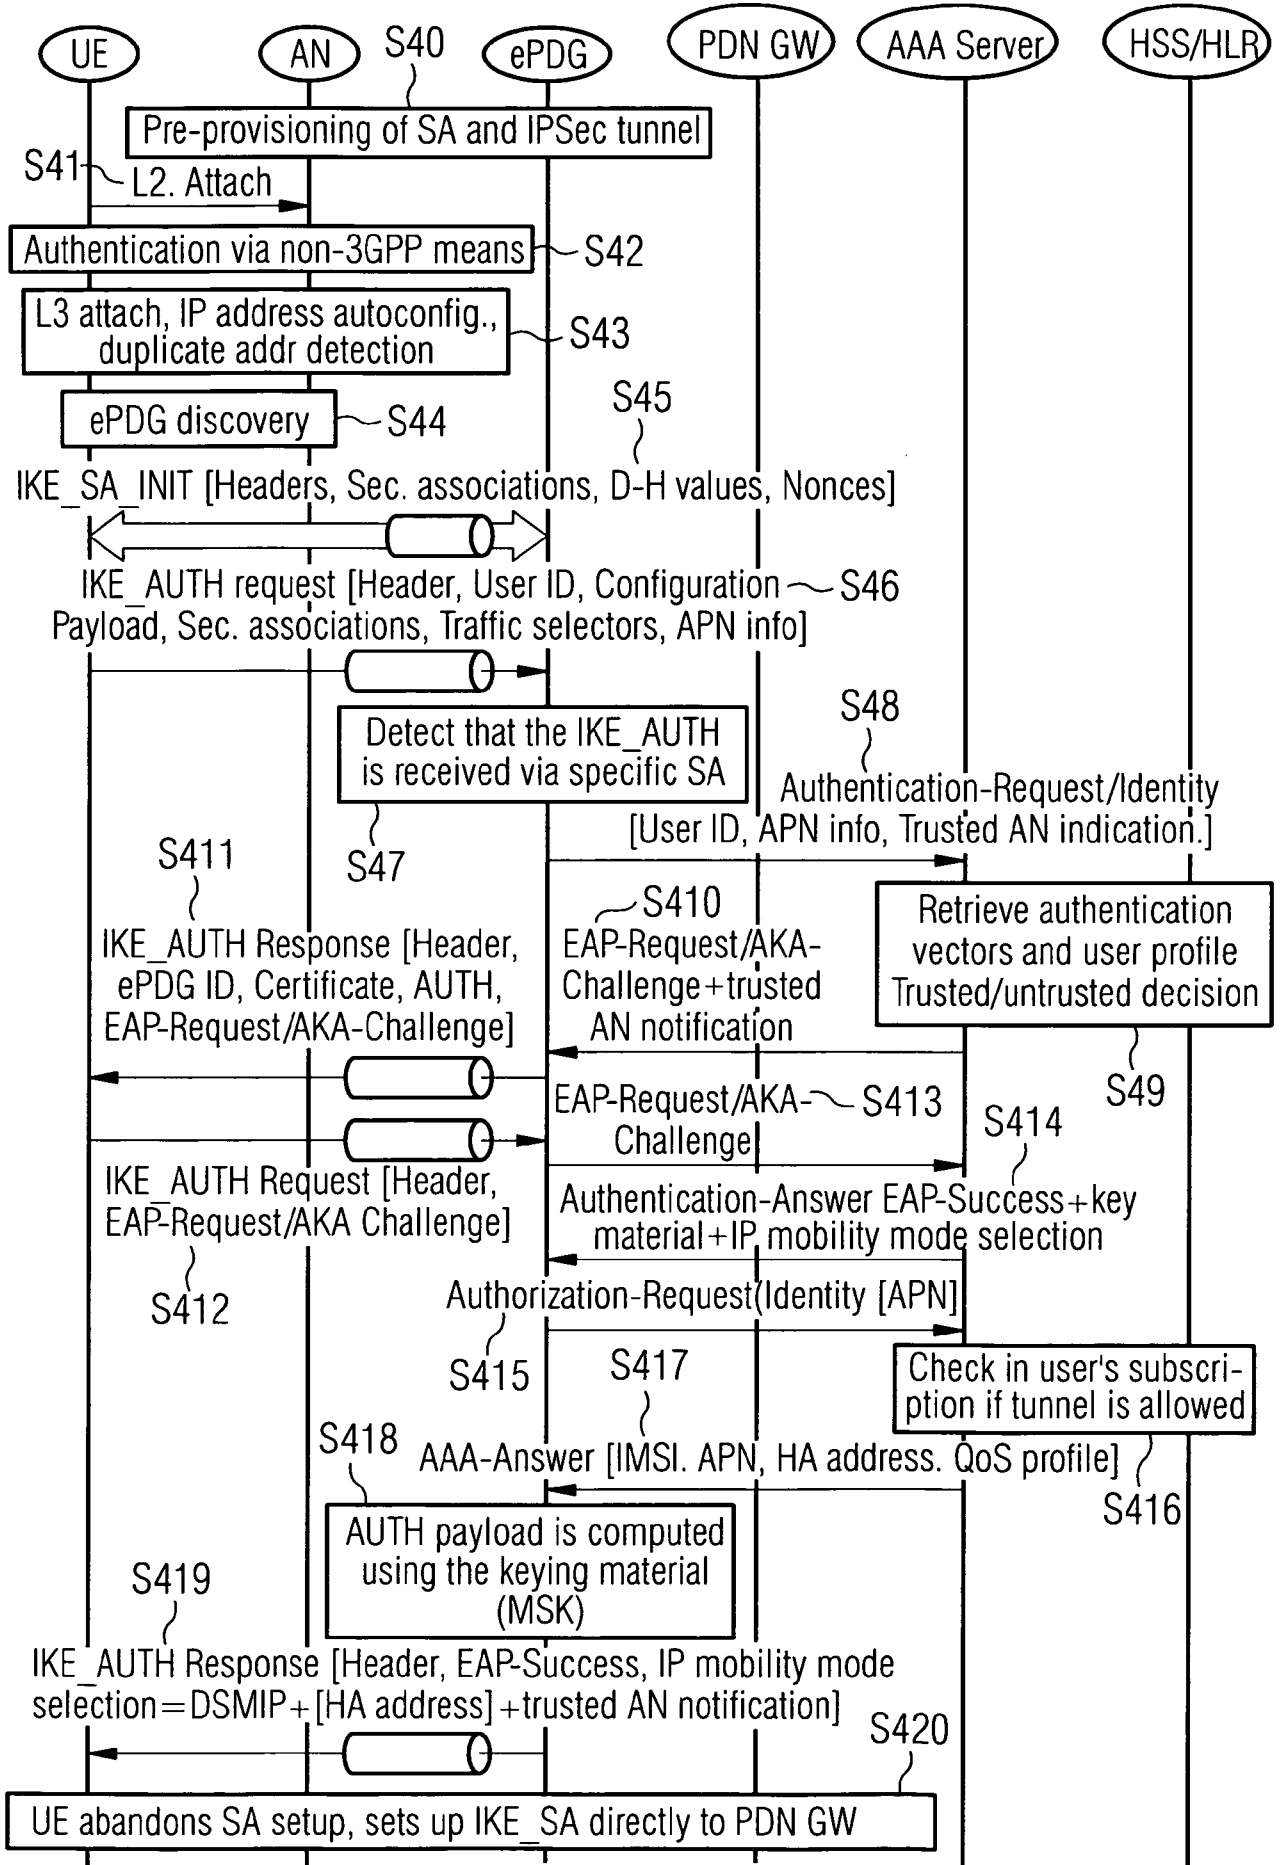 UE
AN
S40
ePDG
PDN GW
AAA Server
HSS/HLR
Pre-provisioning of SA and IPSec tunnel
S41
L2. Attach
Authentication via non-3GPP means
S42
L3 attach, IP address autoconfig.,
duplicate addr detection
S43
ePDG discovery
S44
S45
IKE_SA_INIT [Headers, Sec. associations, D-H values, Nonces]
IKE_AUTH request [Header, User ID, Configuration
Payload, Sec. associations, Traffic selectors, APN info]
S46
Detect that the IKE_AUTH
is received via specific SA
S47
S48
Authentication-Request/Identity
[User ID, APN info, Trusted AN indication.]
Retrieve authentication
vectors and user profile
Trusted/untrusted decision
S49
S410
EAP-Request/AKA-
Challenge+trusted
AN notification
S411
IKE_AUTH Response [Header,
ePDG ID, Certificate, AUTH,
EAP-Request/AKA-Challenge]
IKE_AUTH Request [Header,
EAP-Request/AKA Challenge]
S412
EAP-Request/AKA-
Challenge
S413
S414
Authentication-Answer EAP-Success+key
material+IP mobility mode selection
Authorization-Request(Identity [APN]
S415
Check in user's subscri-
ption if tunnel is allowed
S416
S417
AAA-Answer [IMSI. APN, HA address. QoS profile]
S418
AUTH payload is computed
using the keying material
(MSK)
S419
IKE_AUTH Response [Header, EAP-Success, IP mobility mode
selection=DSMIP+[HA address]+trusted AN notification]
S420
UE abandons SA setup, sets up IKE_SA directly to PDN GW